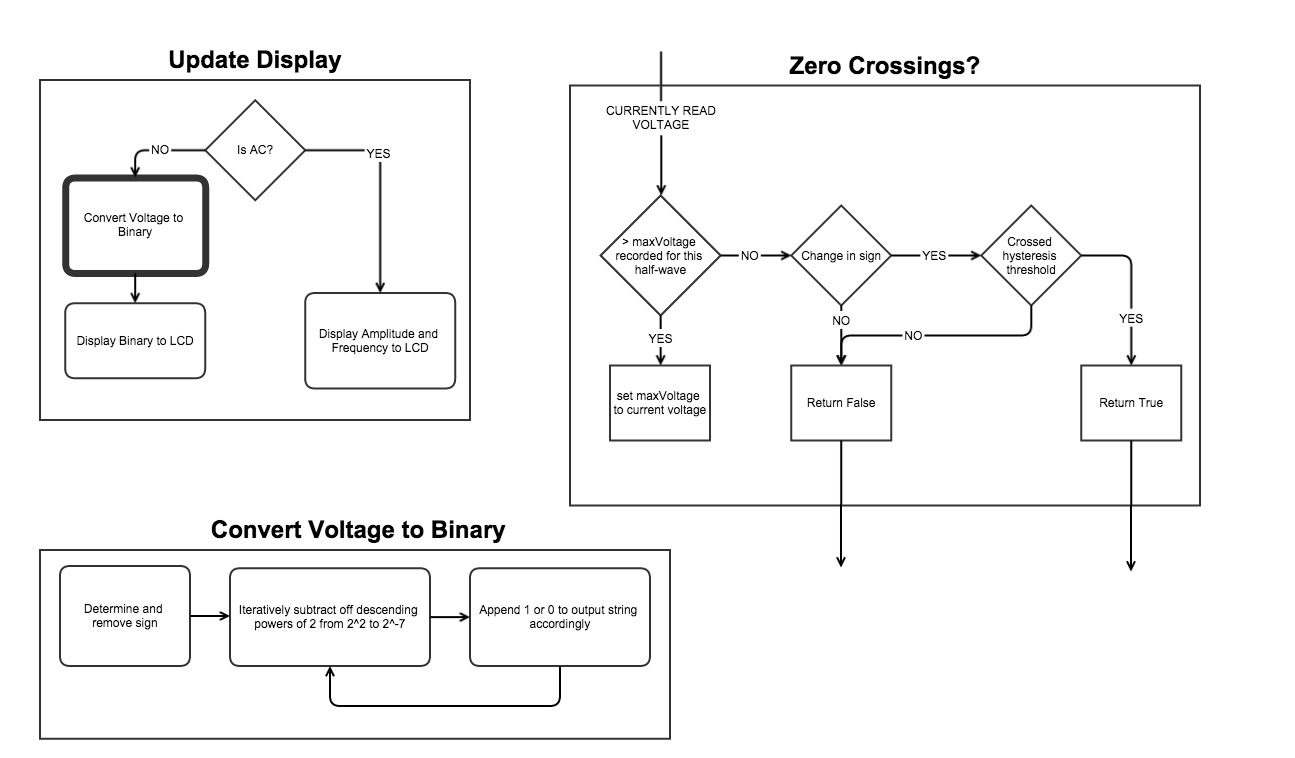 Update Display
Is AC?
NO
YES
Convert Voltage to
Binary
Display Binary to LCD
Display Amplitude and
Frequency to LCD
Zero Crossings?
CURRENTLY READ
VOLTAGE
> maxVoltage
recorded for this
half-wave
NO
Change in sign
YES
Crossed
hysteresis
threshold
YES
NO
NO
YES
set maxVoltage
to current voltage
Return False
Return True
Convert Voltage to Binary
Determine and
remove sign
Iteratively subtract off descending
powers of 2 from 2^2 to 2^-7
Append 1 or 0 to output string
accordingly